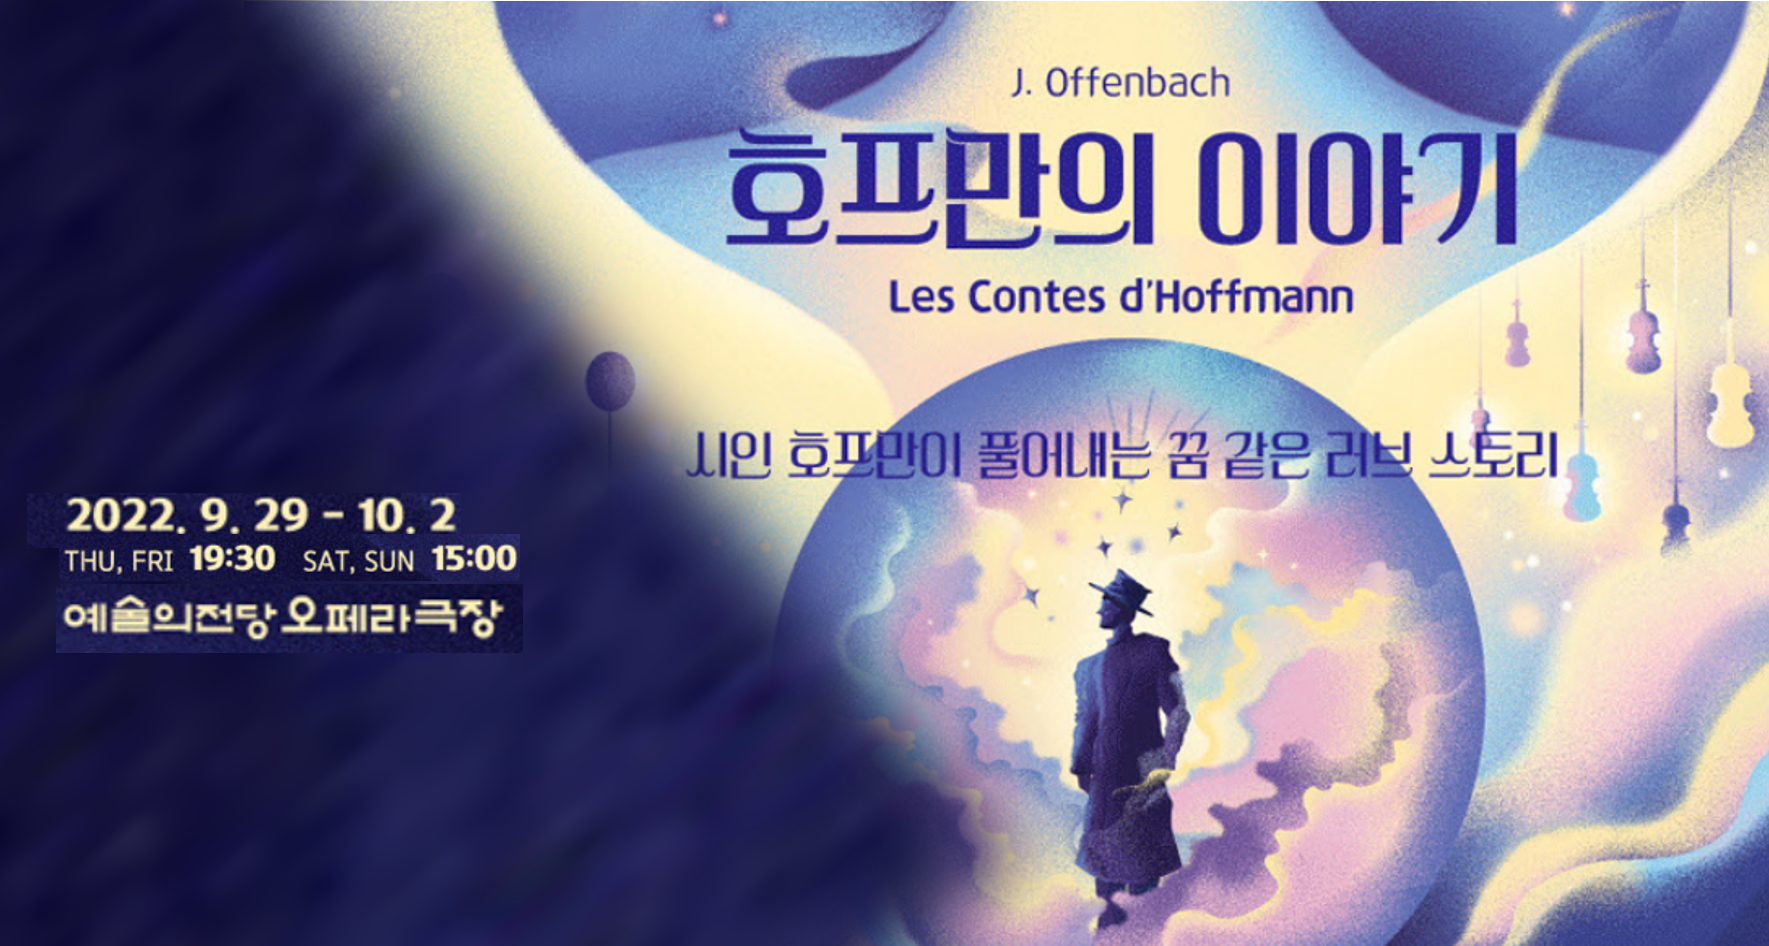 J. Offenbach
호프만의 이야기
Les Contes d'Hoffmann
시인 호프만이 풀어내는 꿈 같은 러브 스토리
2022. 9. 29 - 10. 2
THU, FRI 19:30 SAT, SUN 15:00
예술의전당 오페라극장